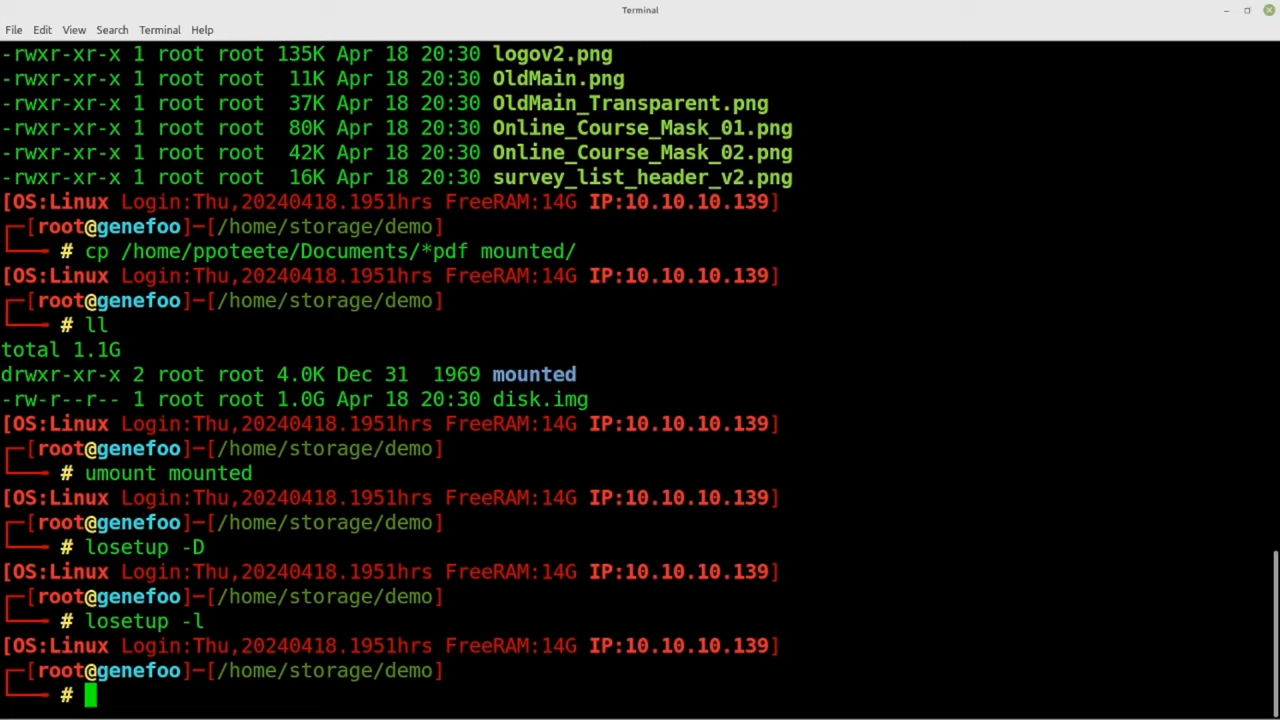 Terminal
File Edit View Search Terminal Help
-rwxr-xr-x 1 root root 135K Apr 18 20:30 logov2.png
-rwxr-xr-x 1 root root  11K Apr 18 20:30 OldMain.png
-rwxr-xr-x 1 root root  37K Apr 18 20:30 OldMain_Transparent.png
-rwxr-xr-x 1 root root  80K Apr 18 20:30 Online_Course_Mask_01.png
-rwxr-xr-x 1 root root  42K Apr 18 20:30 Online_Course_Mask_02.png
-rwxr-xr-x 1 root root  16K Apr 18 20:30 survey_list_header_v2.png
[OS:Linux Login:Thu,20240418.1951hrs FreeRAM:14G IP:10.10.10.139]
┌─[root@genefoo]─[/home/storage/demo]
└──╼ # cp /home/ppoteete/Documents/*pdf mounted/
[OS:Linux Login:Thu,20240418.1951hrs FreeRAM:14G IP:10.10.10.139]
┌─[root@genefoo]─[/home/storage/demo]
└──╼ # ll
total 1.1G
drwxr-xr-x 2 root root 4.0K Dec 31  1969 mounted
-rw-r--r-- 1 root root 1.0G Apr 18 20:30 disk.img
[OS:Linux Login:Thu,20240418.1951hrs FreeRAM:14G IP:10.10.10.139]
┌─[root@genefoo]─[/home/storage/demo]
└──╼ # umount mounted
[OS:Linux Login:Thu,20240418.1951hrs FreeRAM:14G IP:10.10.10.139]
┌─[root@genefoo]─[/home/storage/demo]
└──╼ # losetup -D
[OS:Linux Login:Thu,20240418.1951hrs FreeRAM:14G IP:10.10.10.139]
┌─[root@genefoo]─[/home/storage/demo]
└──╼ # losetup -l
[OS:Linux Login:Thu,20240418.1951hrs FreeRAM:14G IP:10.10.10.139]
┌─[root@genefoo]─[/home/storage/demo]
└──╼ #